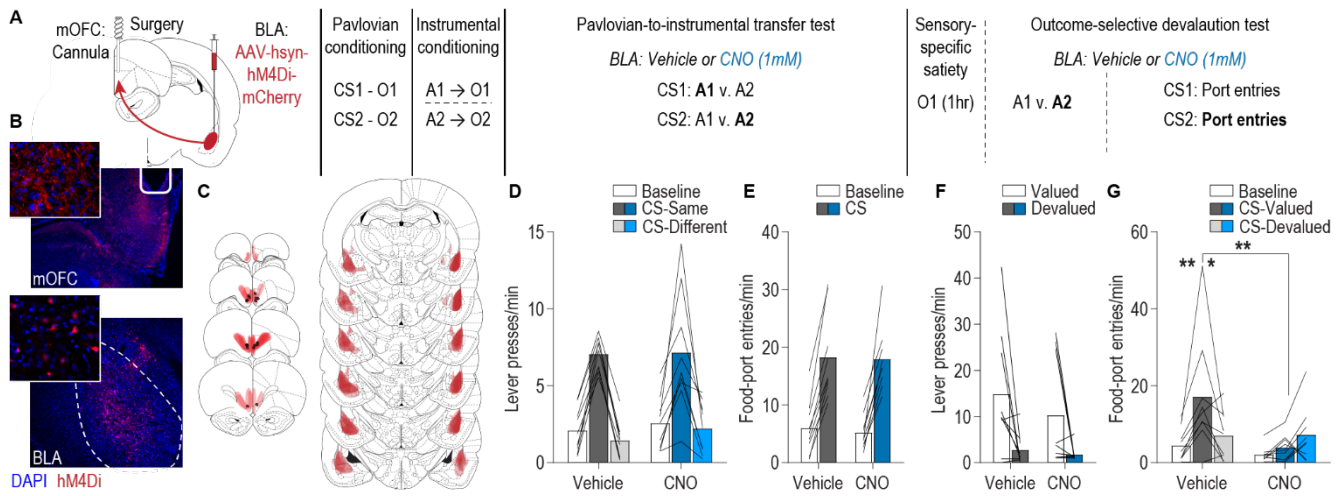 A
Surgery
mOFC:
Cannula
BLA:
AAV-hsyn-
hM4Di-
mCherry
Pavlovian
conditioning
CS1 - O1
CS2 - O2
Instrumental
conditioning
A1 → O1
A2 → O2
Pavlovian-to-instrumental transfer test
BLA: Vehicle or CNO (1mM)
CS1: A1 v. A2
CS2: A1 v. A2
Sensory-
specific
satiety
O1 (1hr)
Outcome-selective devalaution test
BLA: Vehicle or CNO (1mM)
A1 v. A2
CS1: Port entries
CS2: Port entries
B
mOFC
BLA
DAPI hM4Di
C
D
Baseline
CS-Same
CS-Different
Lever presses/min
15
10
5
0
Vehicle CNO
E
Baseline
CS
Food-port entries/min
40
30
20
10
0
Vehicle CNO
F
Valued
Devalued
Lever presses/min
50
40
30
20
10
0
Vehicle CNO
G
Baseline
CS-Valued
CS-Devalued
Food-port entries/min
60
40
20
0
**
** *
Vehicle CNO